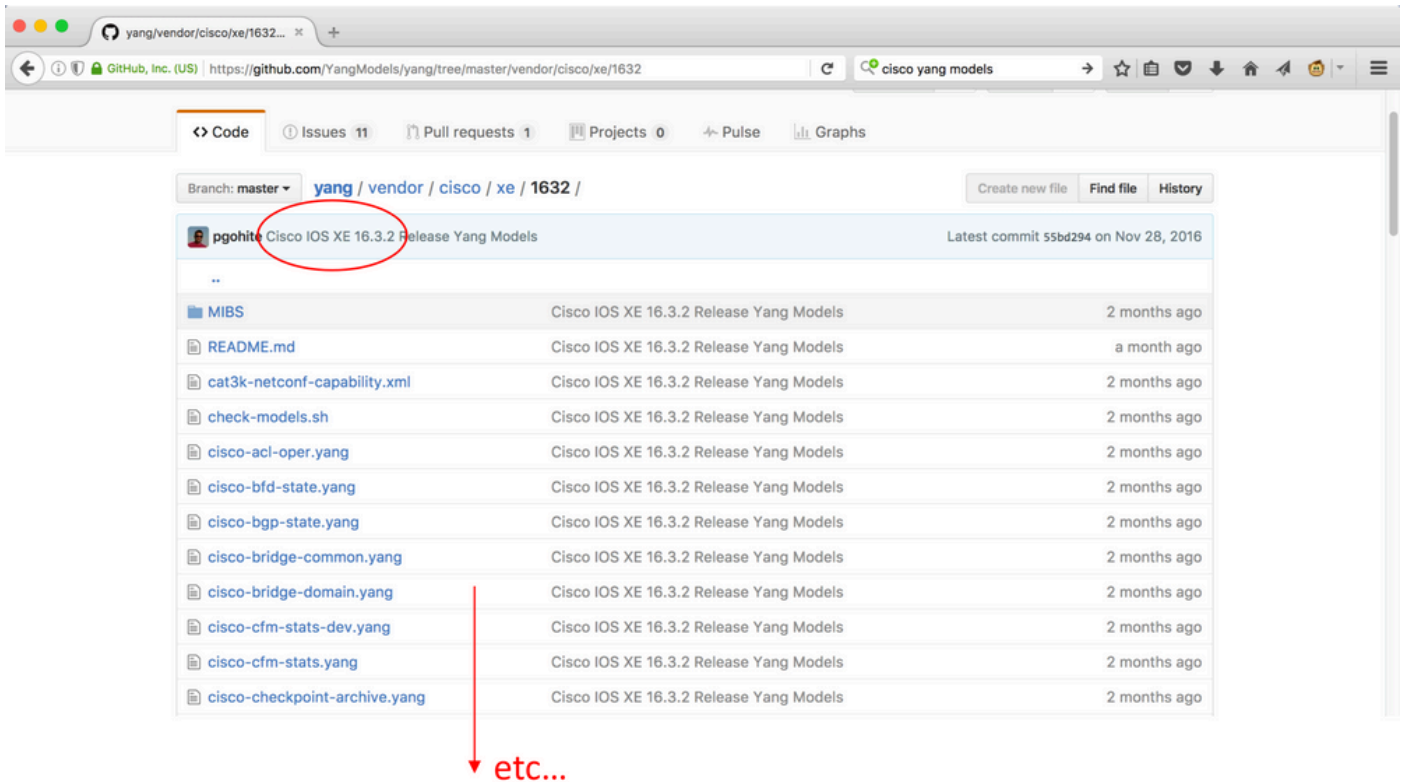 yang/vendor/cisco/xe/1632... × +
GitHub, Inc. (US) https://github.com/YangModels/yang/tree/master/vendor/cisco/xe/1632 cisco yang models
Code Issues 11 Pull requests 1 Projects 0 Pulse Graphs
Branch: master yang / vendor / cisco / xe / 1632 / Create new file Find file History
pgohite Cisco IOS XE 16.3.2 Release Yang Models Latest commit 55bd294 on Nov 28, 2016
..
MIBS Cisco IOS XE 16.3.2 Release Yang Models 2 months ago
README.md Cisco IOS XE 16.3.2 Release Yang Models a month ago
cat3k-netconf-capability.xml Cisco IOS XE 16.3.2 Release Yang Models 2 months ago
check-models.sh Cisco IOS XE 16.3.2 Release Yang Models 2 months ago
cisco-acl-oper.yang Cisco IOS XE 16.3.2 Release Yang Models 2 months ago
cisco-bfd-state.yang Cisco IOS XE 16.3.2 Release Yang Models 2 months ago
cisco-bgp-state.yang Cisco IOS XE 16.3.2 Release Yang Models 2 months ago
cisco-bridge-common.yang Cisco IOS XE 16.3.2 Release Yang Models 2 months ago
cisco-bridge-domain.yang Cisco IOS XE 16.3.2 Release Yang Models 2 months ago
cisco-cfm-stats-dev.yang Cisco IOS XE 16.3.2 Release Yang Models 2 months ago
cisco-cfm-stats.yang Cisco IOS XE 16.3.2 Release Yang Models 2 months ago
cisco-checkpoint-archive.yang Cisco IOS XE 16.3.2 Release Yang Models 2 months ago
etc...